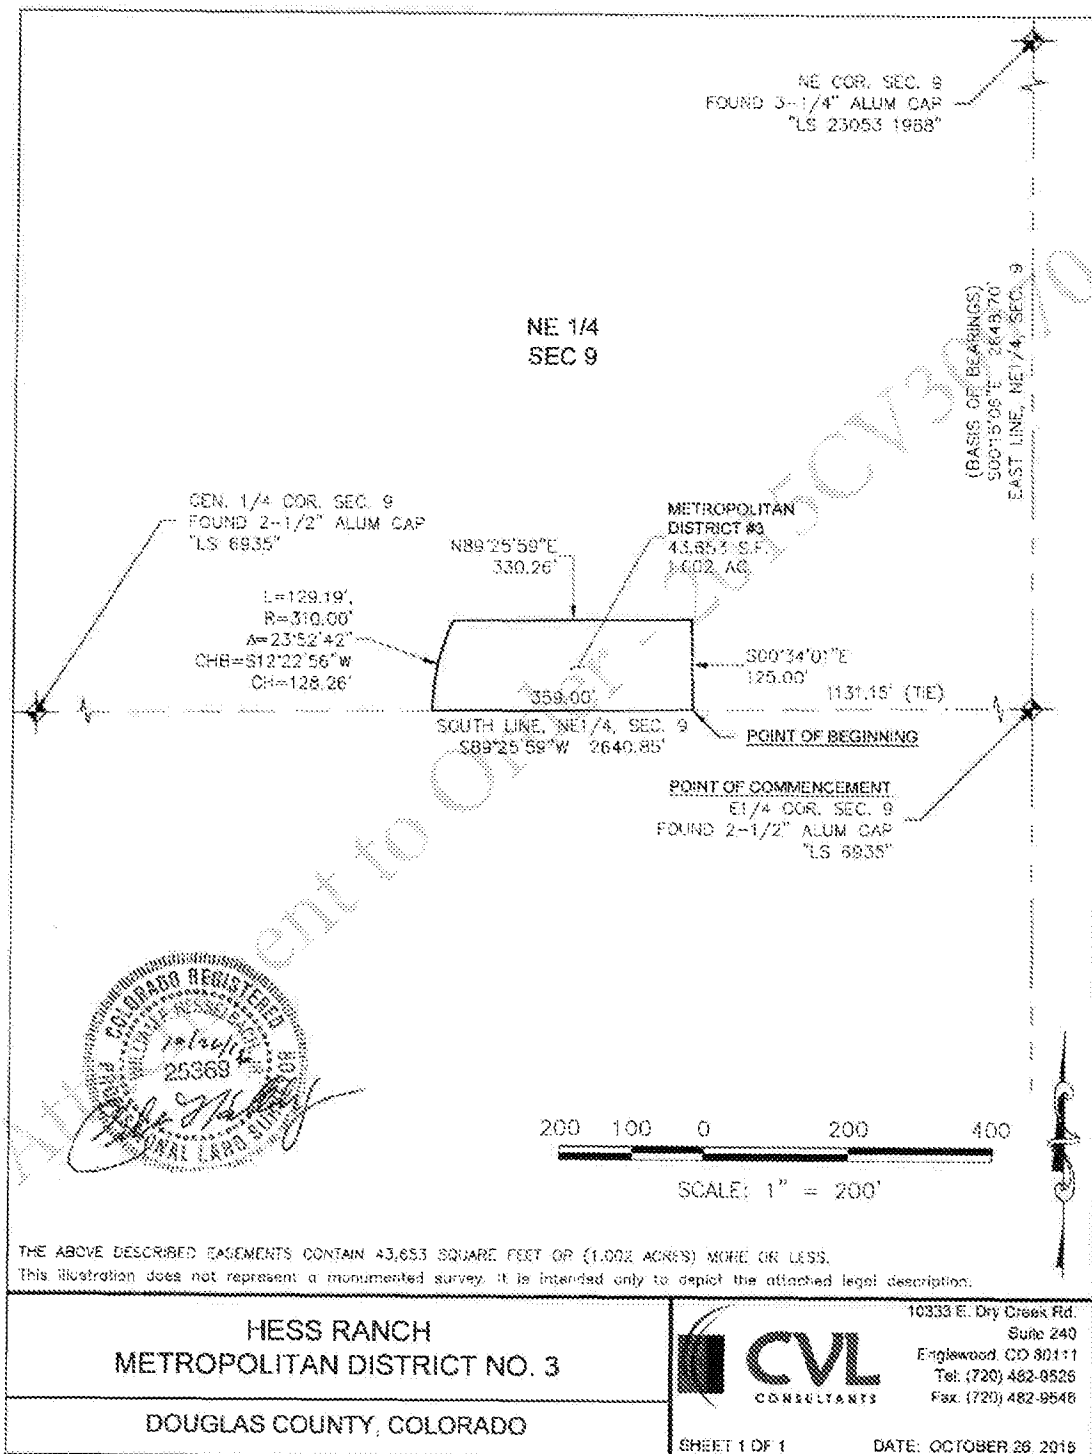 NE COR. SEC. 9
FOUND 3-1/4" ALUM CAP
"LS 23053 1988"
(BASIS OF BEARINGS)
2648.70'
EAST LINE, NE1/4, SEC. 9
NE 1/4
SEC 9
CEN. 1/4 COR. SEC. 9
FOUND 2-1/2" ALUM CAP
"LS 6935"
METROPOLITAN
DISTRICT #3
43,653 S.F.
1.002 AC.
N89°25'59"E
330.26'
L=129.19',
R=310.00'
Δ=23°52'42"
CHB=S12°22'56"W
CH=128.26'
S00°34'01"E
125.00'
1131.15' (TIE)
359.00'
SOUTH LINE, NE1/4, SEC. 9
S89°25'59"W 2640.85'
POINT OF BEGINNING
POINT OF COMMENCEMENT
E1/4 COR. SEC. 9
FOUND 2-1/2" ALUM CAP
"LS 6935"
COLORADO REGISTERED
25369
PROFESSIONAL LAND SURVEYOR
200 100 0 200 400
SCALE: 1" = 200'
THE ABOVE DESCRIBED EASEMENTS CONTAIN 43,653 SQUARE FEET OR (1.002 ACRES) MORE OR LESS.
This illustration does not represent a monumented survey. It is intended only to depict the attached legal description.
HESS RANCH
METROPOLITAN DISTRICT NO. 3
DOUGLAS COUNTY, COLORADO
CVL
CONSULTANTS
10333 E. Dry Creek Rd.
Suite 240
Englewood, CO 80111
Tel: (720) 482-9526
Fax: (720) 482-9546
SHEET 1 OF 1 DATE: OCTOBER 26